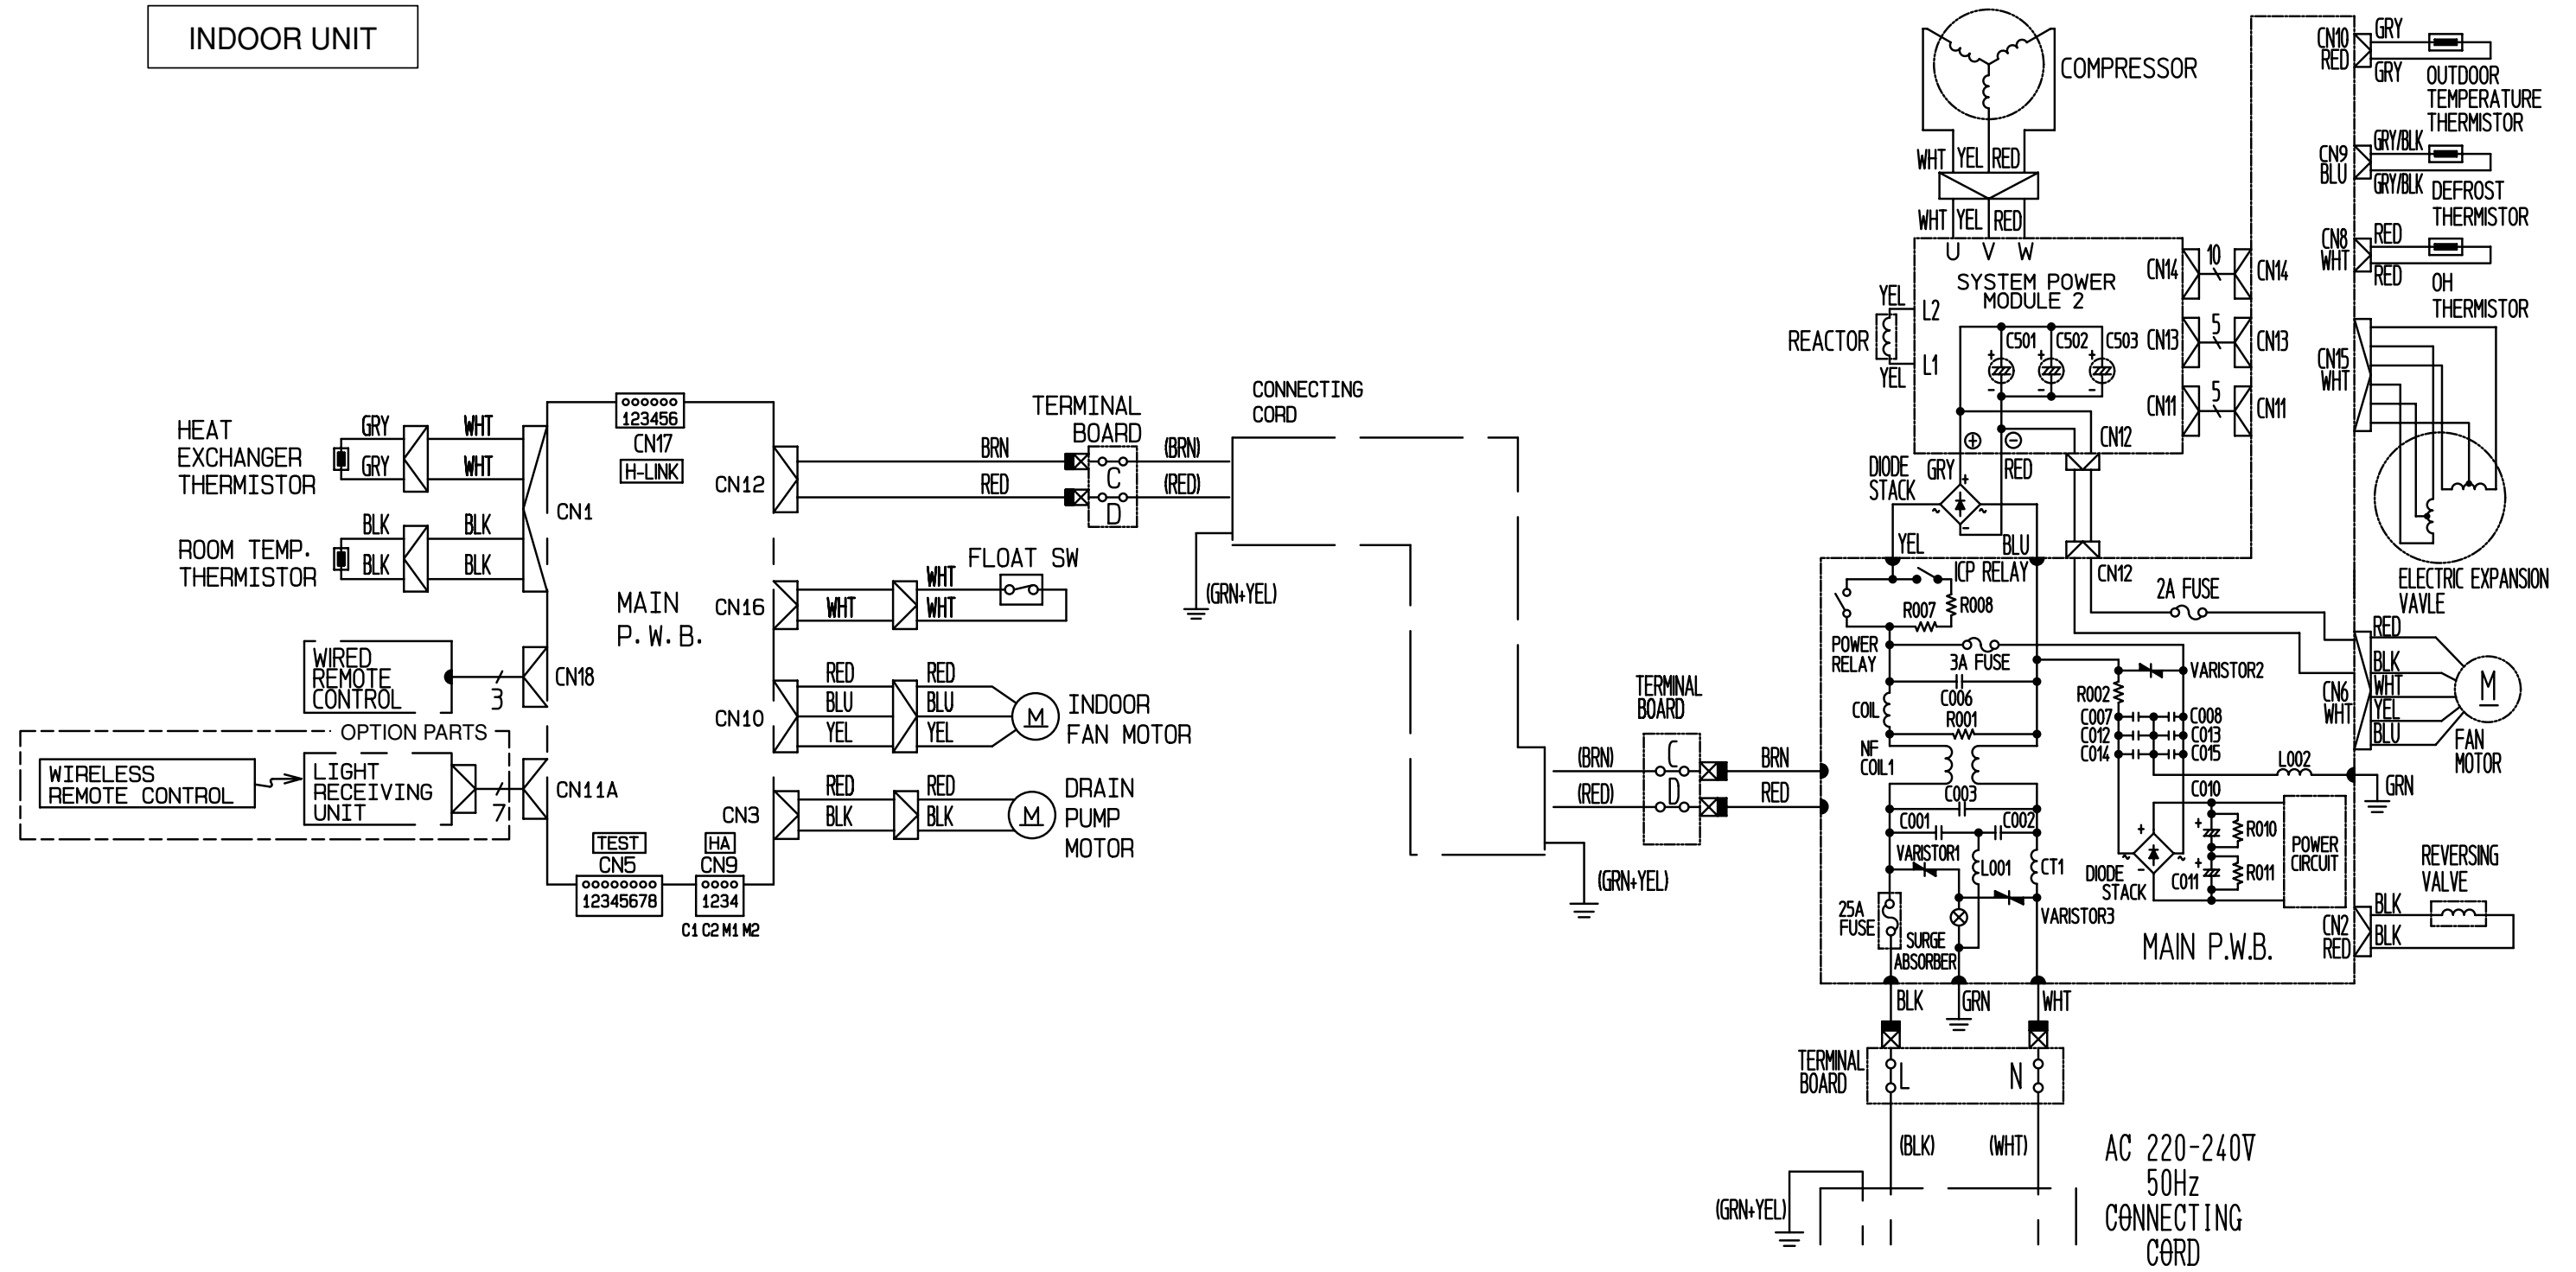 INDOOR UNIT
HEAT
EXCHANGER
THERMISTOR
GRY
GRY
WHT
WHT
ROOM TEMP.
THERMISTOR
BLK
BLK
BLK
BLK
CN1
123456
CN17
H-LINK
MAIN
P.W.B.
WIRED
REMOTE
CONTROL
3
CN18
OPTION PARTS
WIRELESS
REMOTE CONTROL
LIGHT
RECEIVING
UNIT
7
CN11A
TEST
CN5
12345678
HA
CN9
1234
C1 C2 M1 M2
CN12
BRN
RED
TERMINAL
BOARD
C
D
(BRN)
(RED)
CN16
WHT
WHT
WHT
FLOAT SW
CN10
RED
BLU
YEL
RED
BLU
YEL
M
INDOOR
FAN MOTOR
CN3
RED
BLK
RED
BLK
M
DRAIN
PUMP
MOTOR
CONNECTING
CORD
(GRN+YEL)
(GRN+YEL)
(BRN)
(RED)
TERMINAL
BOARD
C
D
BRN
RED
COMPRESSOR
WHT YEL RED
WHT YEL RED
U V W
SYSTEM POWER
MODULE 2
REACTOR
YEL
YEL
L2
L1
C501 C502 C503
+ + +
- - -
CN14 10 CN14
CN13 5 CN13
CN11 5 CN11
CN12
DIODE
STACK
GRY
RED
+
~ ~
-
YEL
BLU
CN12
ICP RELAY
R007
R008
POWER
RELAY
3A FUSE
C006
COIL
R001
NF
COIL1
C003
C001
C002
VARISTOR1
L001
CT1
25A
FUSE
SURGE
ABSORBER
VARISTOR3
2A FUSE
VARISTOR2
R002
C007
C008
C012
C013
C014
C015
L002
GRN
C010
+
R010
+
C011
R011
POWER
CIRCUIT
DIODE
STACK
+
~ ~
-
MAIN P.W.B.
CN10
RED
GRY
GRY
OUTDOOR
TEMPERATURE
THERMISTOR
CN9
BLU
GRY/BLK
GRY/BLK
DEFROST
THERMISTOR
CN8
WHT
RED
RED
OH
THERMISTOR
CN15
WHT
ELECTRIC EXPANSION
VAVLE
CN6
WHT
RED
BLK
WHT
YEL
BLU
M
FAN
MOTOR
REVERSING
VALVE
CN2
RED
BLK
BLK
BLK
GRN
WHT
TERMINAL
BOARD
L
N
(BLK)
(WHT)
(GRN+YEL)
AC 220-240V
50Hz
CONNECTING
CORD